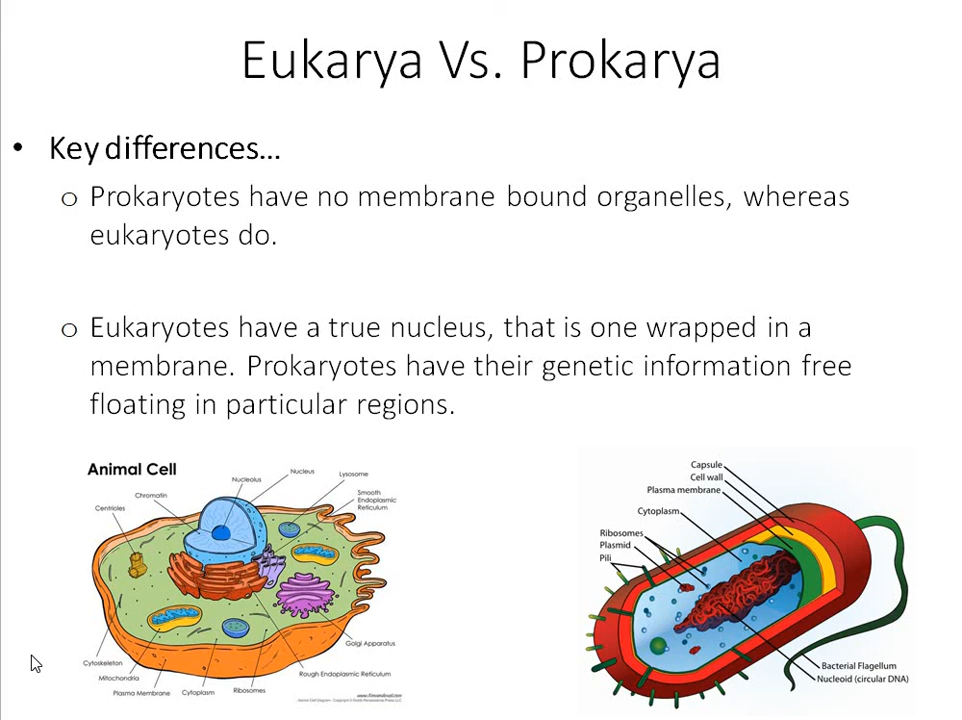 Eukarya Vs. Prokarya
• Key differences...
o Prokaryotes have no membrane bound organelles, whereas
eukaryotes do.
o Eukaryotes have a true nucleus, that is one wrapped in a
membrane. Prokaryotes have their genetic information free
floating in particular regions.
Animal Cell
Nucleus
Nucleolus
Lysosome
Chromatin
Smooth
Endoplasmic
Reticulum
Centrioles
Golgi Apparatus
Cytoskeleton
Rough Endoplasmic Reticulum
Mitochondria
Plasma Membrane
Cytoplasm
Ribosomes
Capsule
Cell wall
Plasma membrane
Cytoplasm
Ribosomes
Plasmid
Pili
Bacterial Flagellum
Nucleoid (circular DNA)